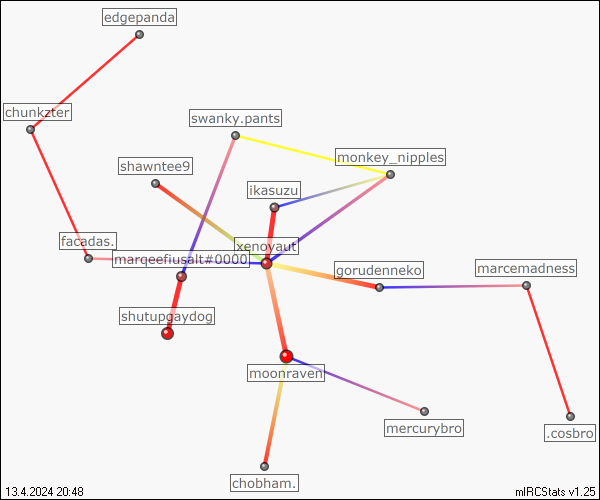 edgepanda
chunkzter
swanky.pants
monkey_nipples
shawntee9
ikasuzu
facadas.
xenoyaut
marqeefiusalt#0000
gorudenneko
marcemadness
shutupgaydog
moonraven
mercurybro
.cosbro
chobham.
13.4.2024 20:48
mIRCStats v1.25